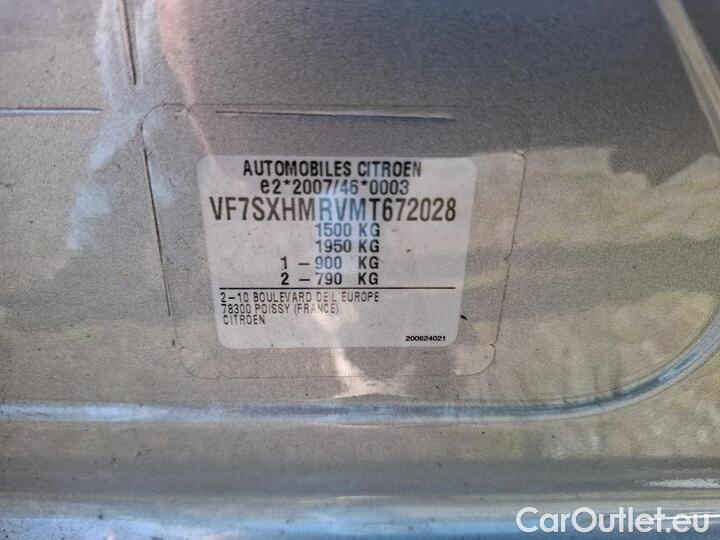 AUTOMOBILES CITROEN
e2*2007/46*0003
VF7SXHMRVMT672028
1500 KG
1950 KG
1 - 900 KG
2 - 790 KG
2-10 BOULEVARD DE L'EUROPE
78300 POISSY (FRANCE)
CITROEN
200624021
CarOutlet.eu